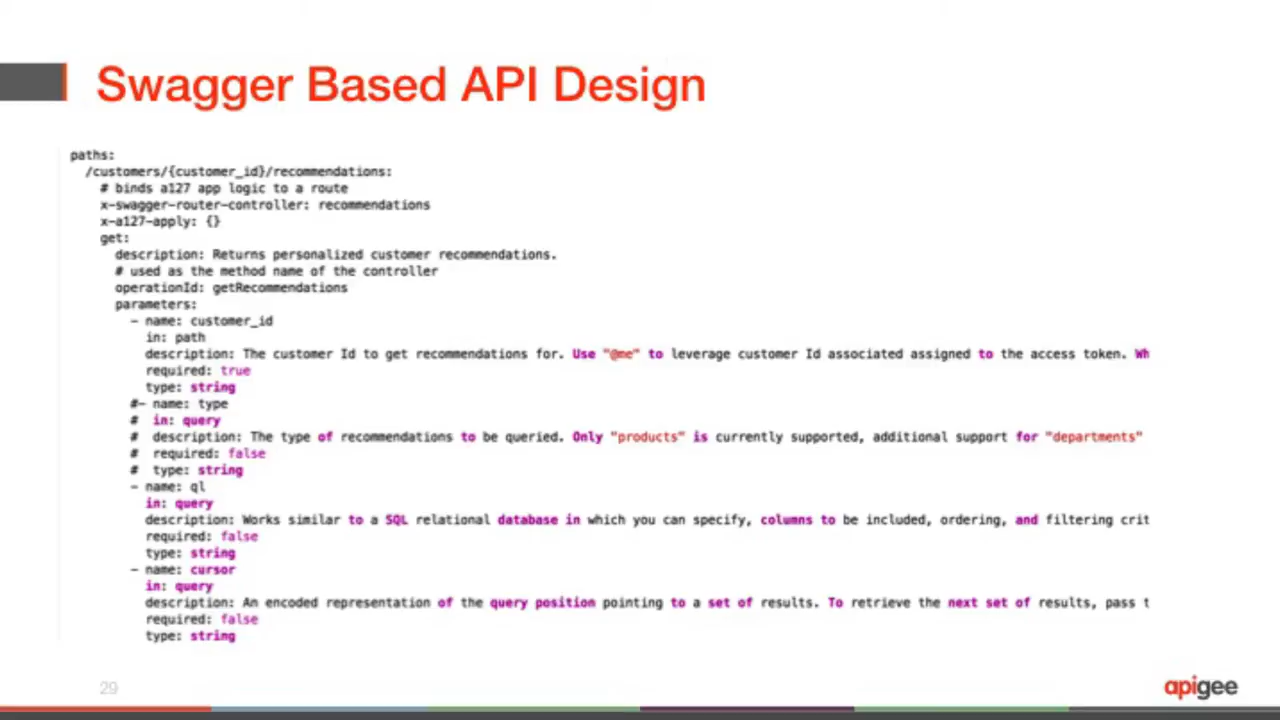 Swagger Based API Design
paths:
  /customers/{customer_id}/recommendations:
    # binds a127 app logic to a route
    x-swagger-router-controller: recommendations
    x-a127-apply: {}
    get:
      description: Returns personalized customer recommendations.
      # used as the method name of the controller
      operationId: getRecommendations
      parameters:
        - name: customer_id
          in: path
          description: The customer Id to get recommendations for. Use "@me" to leverage customer Id associated assigned to the access token. Wh
          required: true
          type: string
        #- name: type
        #  in: query
        #  description: The type of recommendations to be queried. Only "products" is currently supported, additional support for "departments"
        #  required: false
        #  type: string
        - name: ql
          in: query
          description: Works similar to a SQL relational database in which you can specify, columns to be included, ordering, and filtering crit
          required: false
          type: string
        - name: cursor
          in: query
          description: An encoded representation of the query position pointing to a set of results. To retrieve the next set of results, pass t
          required: false
          type: string
29
apigee